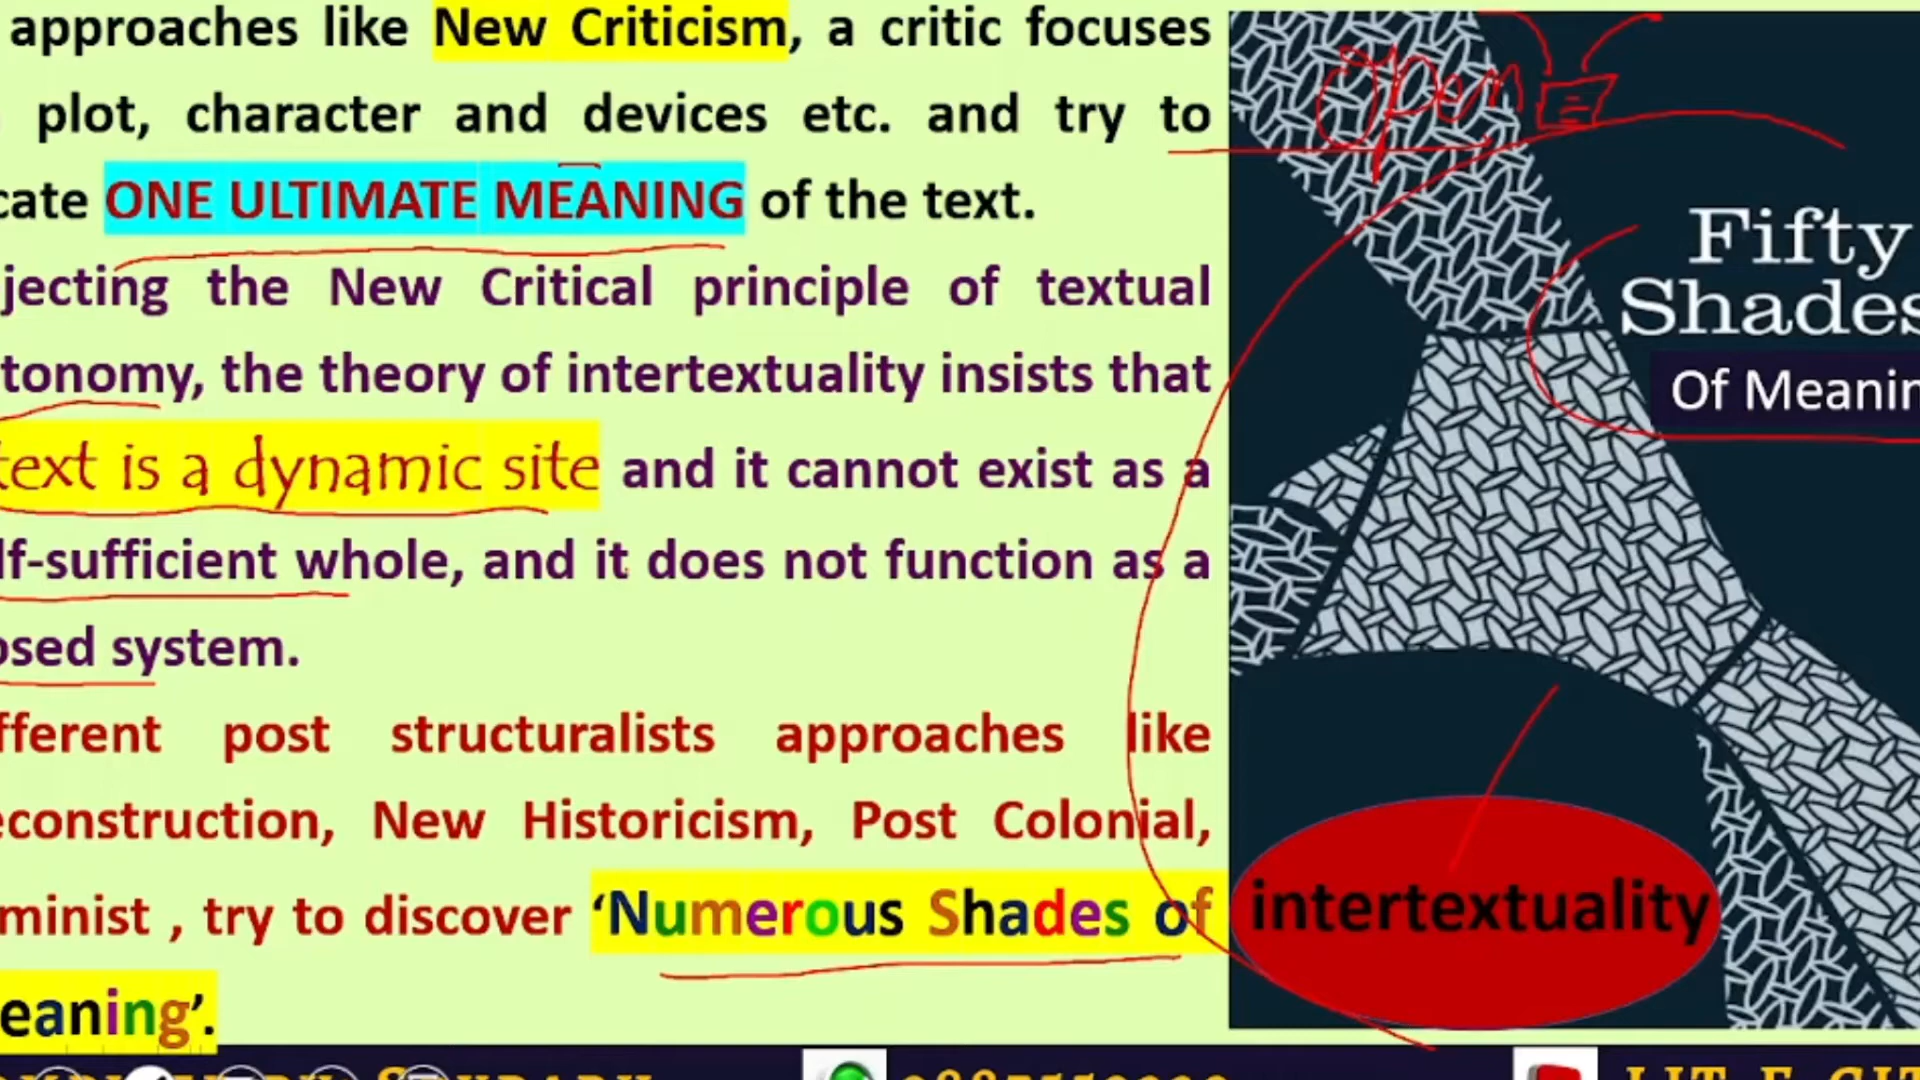 approaches like New Criticism, a critic focuses
plot, character and devices etc. and try to
cate ONE ULTIMATE MEANING of the text.
jecting the New Critical principle of textual
tonomy, the theory of intertextuality insists that
text is a dynamic site and it cannot exist as a
lf-sufficient whole, and it does not function as a
osed system.
fferent post structuralists approaches like
econstruction, New Historicism, Post Colonial,
minist , try to discover ‘Numerous Shades of
eaning’.
open
Fifty
Shades
Of Meanin
intertextuality